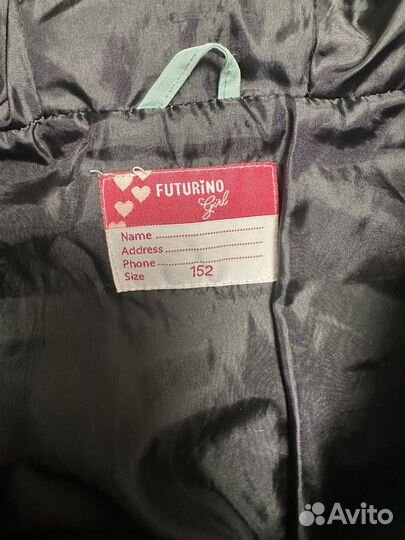 FUTURINO
Girl
Name
Address
Phone
Size 152
Avito